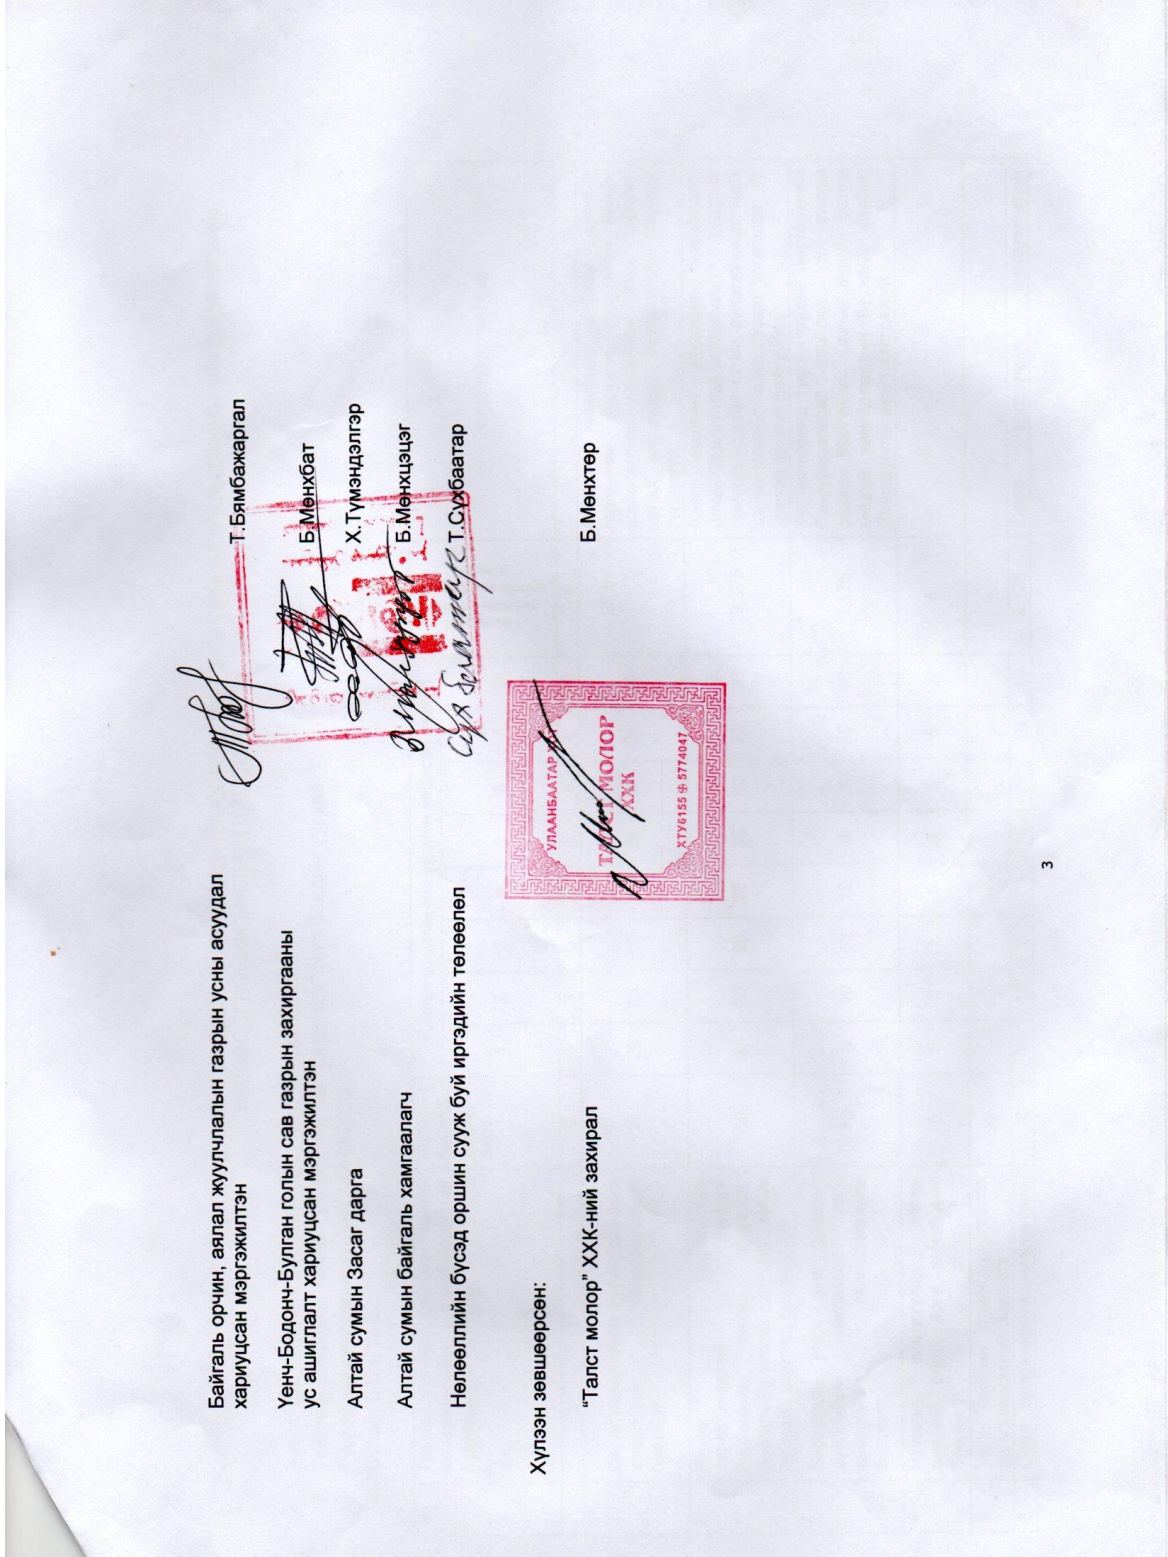 Байгаль орчин, аялал жуулчлалын газрын усны асуудал
хариуцсан мэргэжилтэн
Т.Бямбажаргал
Үенч-Бодонч-Булган голын сав газрын захиргааны
ус ашиглалт хариуцсан мэргэжилтэн
Б.Мөнхбат
Алтай сумын Засаг дарга
Х.Түмэндэлгэр
Алтай сумын байгаль хамгаалагч
Б.Мөнхцэцэг
Нөлөөллийн бүсэд оршин сууж буй иргэдийн төлөөлөл
Т.Сүхбаатар
Хүлээн зөвшөөрсөн:
“Талст молор” ХХК-ний захирал
Б.Мөнхтөр
УЛААНБААТАР
ТАЛСТ МОЛОР
ХХК
ХТУ6155 5774047
3